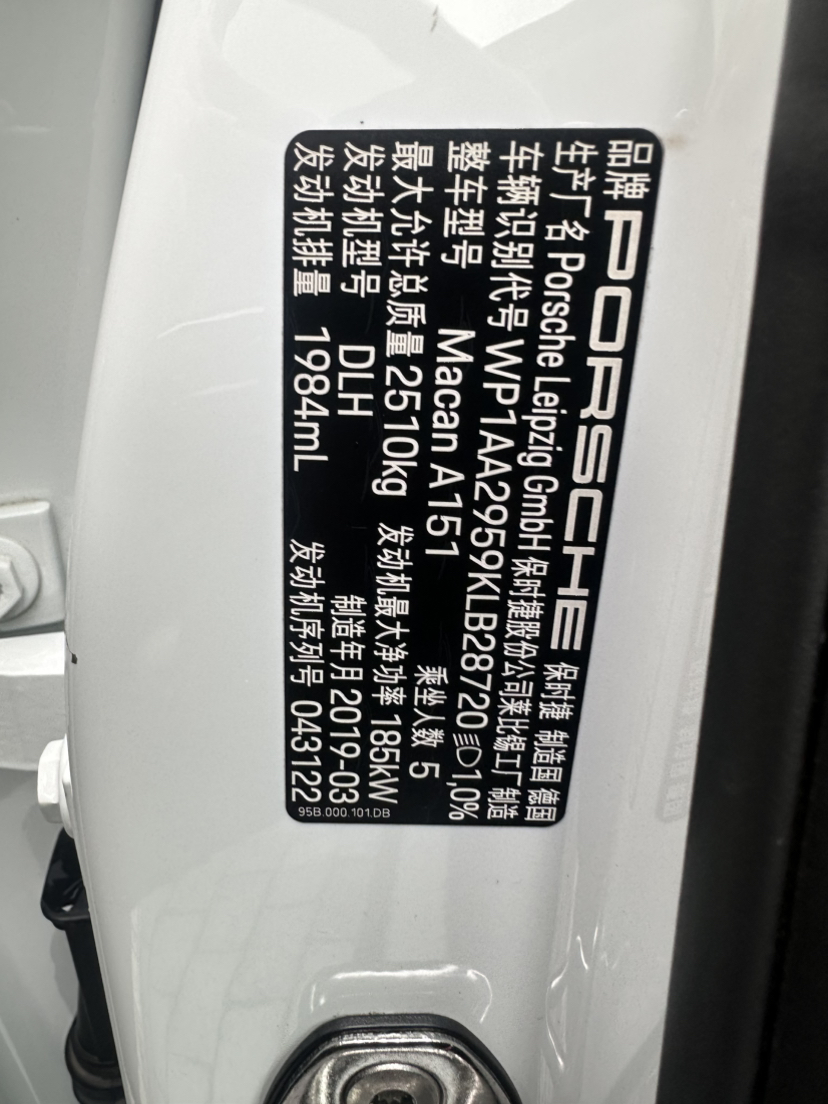 品牌 PORSCHE 保时捷 制造国 德国
生产厂名 Porsche Leipzig GmbH 保时捷股份公司莱比锡工厂 制造
车辆识别代号 WP1AA2959KLB28720 1,0%
整车型号 Macan A151 乘坐人数 5
最大允许总质量 2510kg 发动机最大净功率 185kW
发动机型号 DLH 制造年月 2019-03
发动机排量 1984mL 发动机序列号 043122
95B.000.101.DB